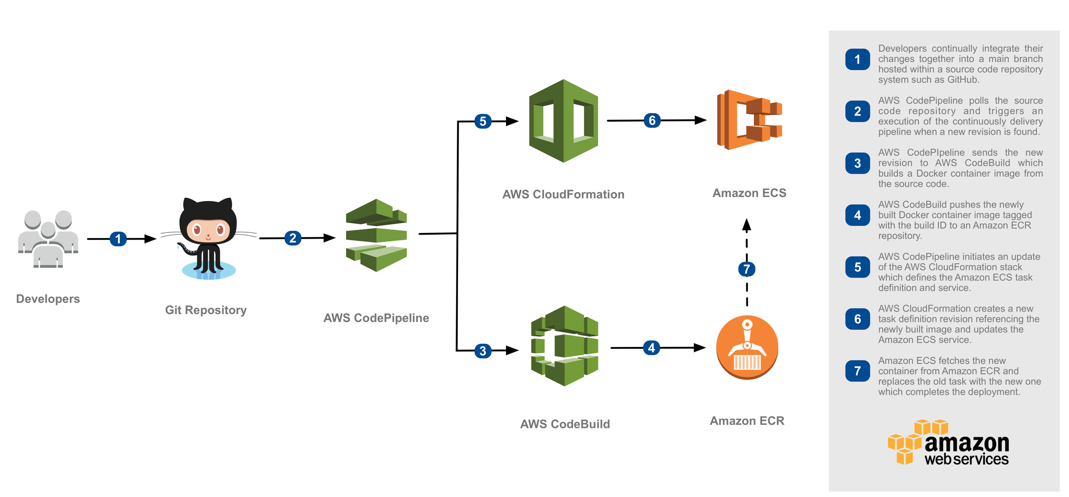 1
Developers continually integrate their
changes together into a main branch
hosted within a source code repository
system such as GitHub.
2
AWS CodePipeline polls the source
code repository and triggers an
execution of the continuously delivery
pipeline when a new revision is found.
3
AWS CodePIpeline sends the new
revision to AWS CodeBuild which
builds a Docker container image from
the source code.
4
AWS CodeBuild pushes the newly
built Docker container image tagged
with the build ID to an Amazon ECR
repository.
5
AWS CodePipeline initiates an update
of the AWS CloudFormation stack
which defines the Amazon ECS task
definition and service.
6
AWS CloudFormation creates a new
task definition revision referencing the
newly built image and updates the
Amazon ECS service.
7
Amazon ECS fetches the new
container from Amazon ECR and
replaces the old task with the new one
which completes the deployment.
amazon
webservices
5
6
AWS CloudFormation
Amazon ECS
1
2
7
Developers
Git Repository
AWS CodePipeline
3
4
AWS CodeBuild
Amazon ECR